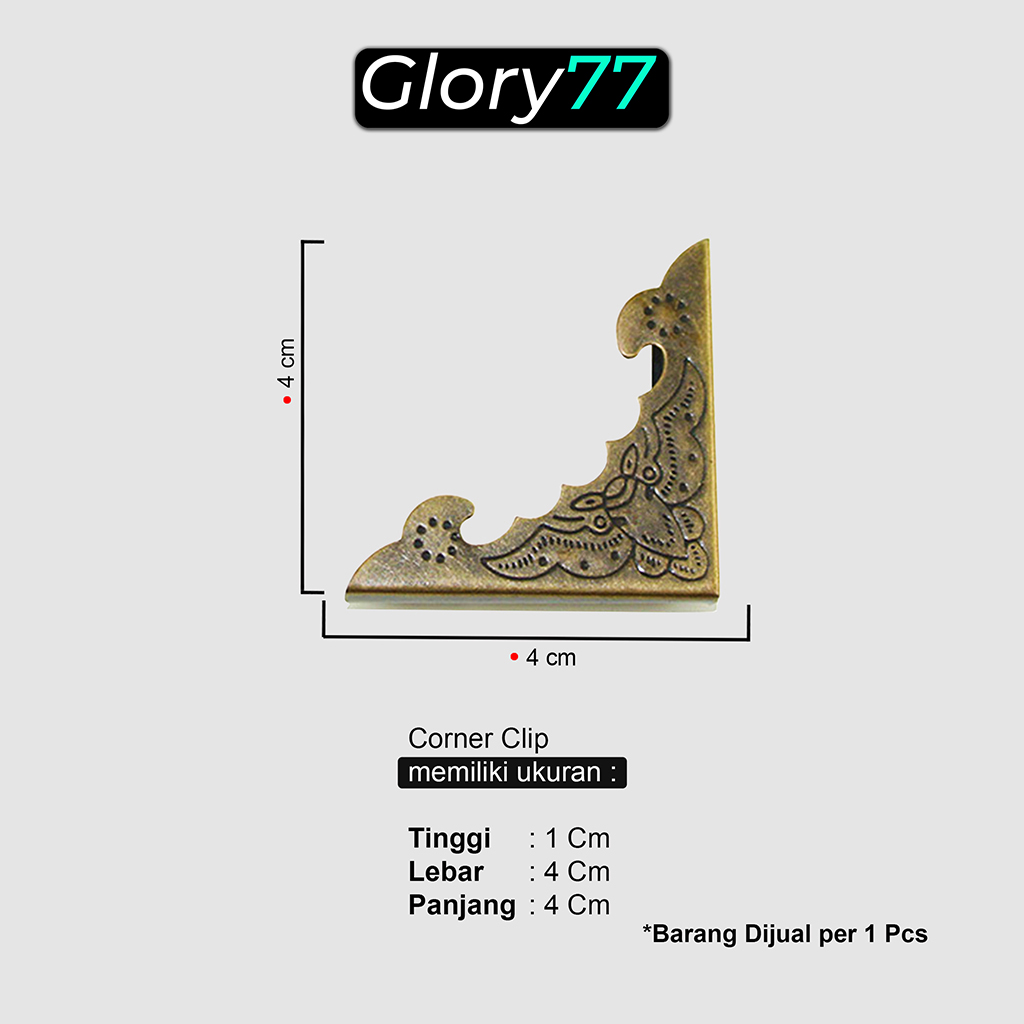 Glory77
• 4 cm
• 4 cm
Corner Clip
memiliki ukuran :
Tinggi : 1 Cm
Lebar : 4 Cm
Panjang : 4 Cm
*Barang Dijual per 1 Pcs